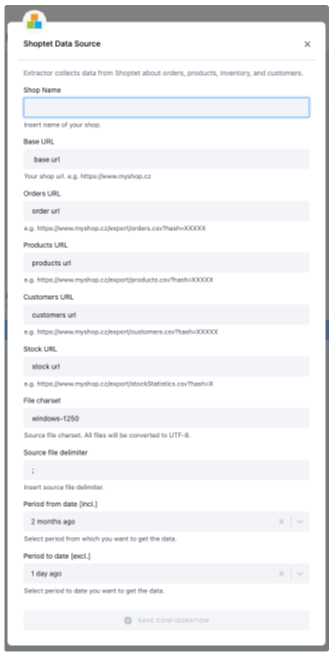 Shoptet Data Source
Extractor collects data from Shoptet about orders, products, inventory, and customers.
Shop Name
Insert name of your shop.
Base URL
base url
Your shop url. e.g. https://www.myshop.cz
Orders URL
order url
e.g. https://www.myshop.cz/export/orders.csv?hash=XXXXX
Products URL
products url
e.g. https://www.myshop.cz/export/products.csv?hash=XXXXX
Customers URL
customers url
e.g. https://www.myshop.cz/export/customers.csv?hash=XXXXX
Stock URL
stock url
e.g. https://www.myshop.cz/export/stockStatistics.csv?hash=X
File charset
windows-1250
Source file charset. All files will be converted to UTF-8.
Source file delimiter
;
Insert source file delimiter.
Period from date [incl.]
2 months ago
Select period from which you want to get the data.
Period to date [excl.]
1 day ago
Select period to date you want to get the data.
SAVE CONFIGURATION